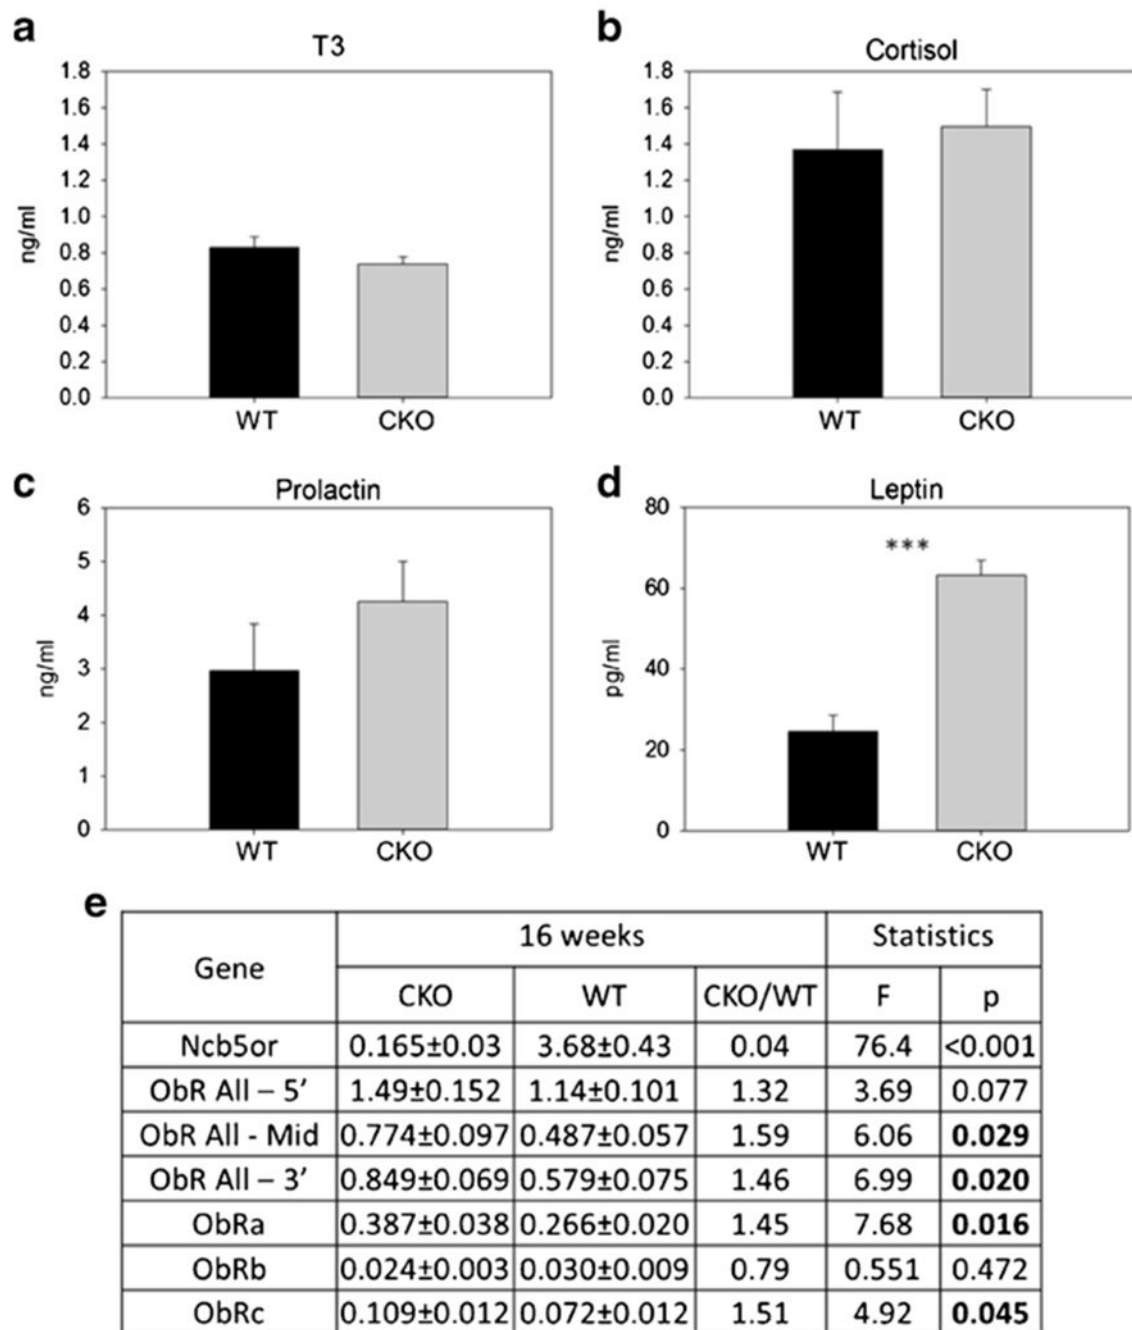 a
T3
ng/ml
1.8
1.6
1.4
1.2
1.0
0.8
0.6
0.4
0.2
0.0
WT CKO
b
Cortisol
ng/ml
1.8
1.6
1.4
1.2
1.0
0.8
0.6
0.4
0.2
0.0
WT CKO
c
Prolactin
ng/ml
6
5
4
3
2
1
0
WT CKO
d
Leptin
pg/ml
80
60
40
20
0
***
WT CKO
e
Gene 16 weeks Statistics
CKO WT CKO/WT F p
Ncb5or 0.165±0.03 3.68±0.43 0.04 76.4 <0.001
ObR All – 5’ 1.49±0.152 1.14±0.101 1.32 3.69 0.077
ObR All - Mid 0.774±0.097 0.487±0.057 1.59 6.06 0.029
ObR All – 3’ 0.849±0.069 0.579±0.075 1.46 6.99 0.020
ObRa 0.387±0.038 0.266±0.020 1.45 7.68 0.016
ObRb 0.024±0.003 0.030±0.009 0.79 0.551 0.472
ObRc 0.109±0.012 0.072±0.012 1.51 4.92 0.045